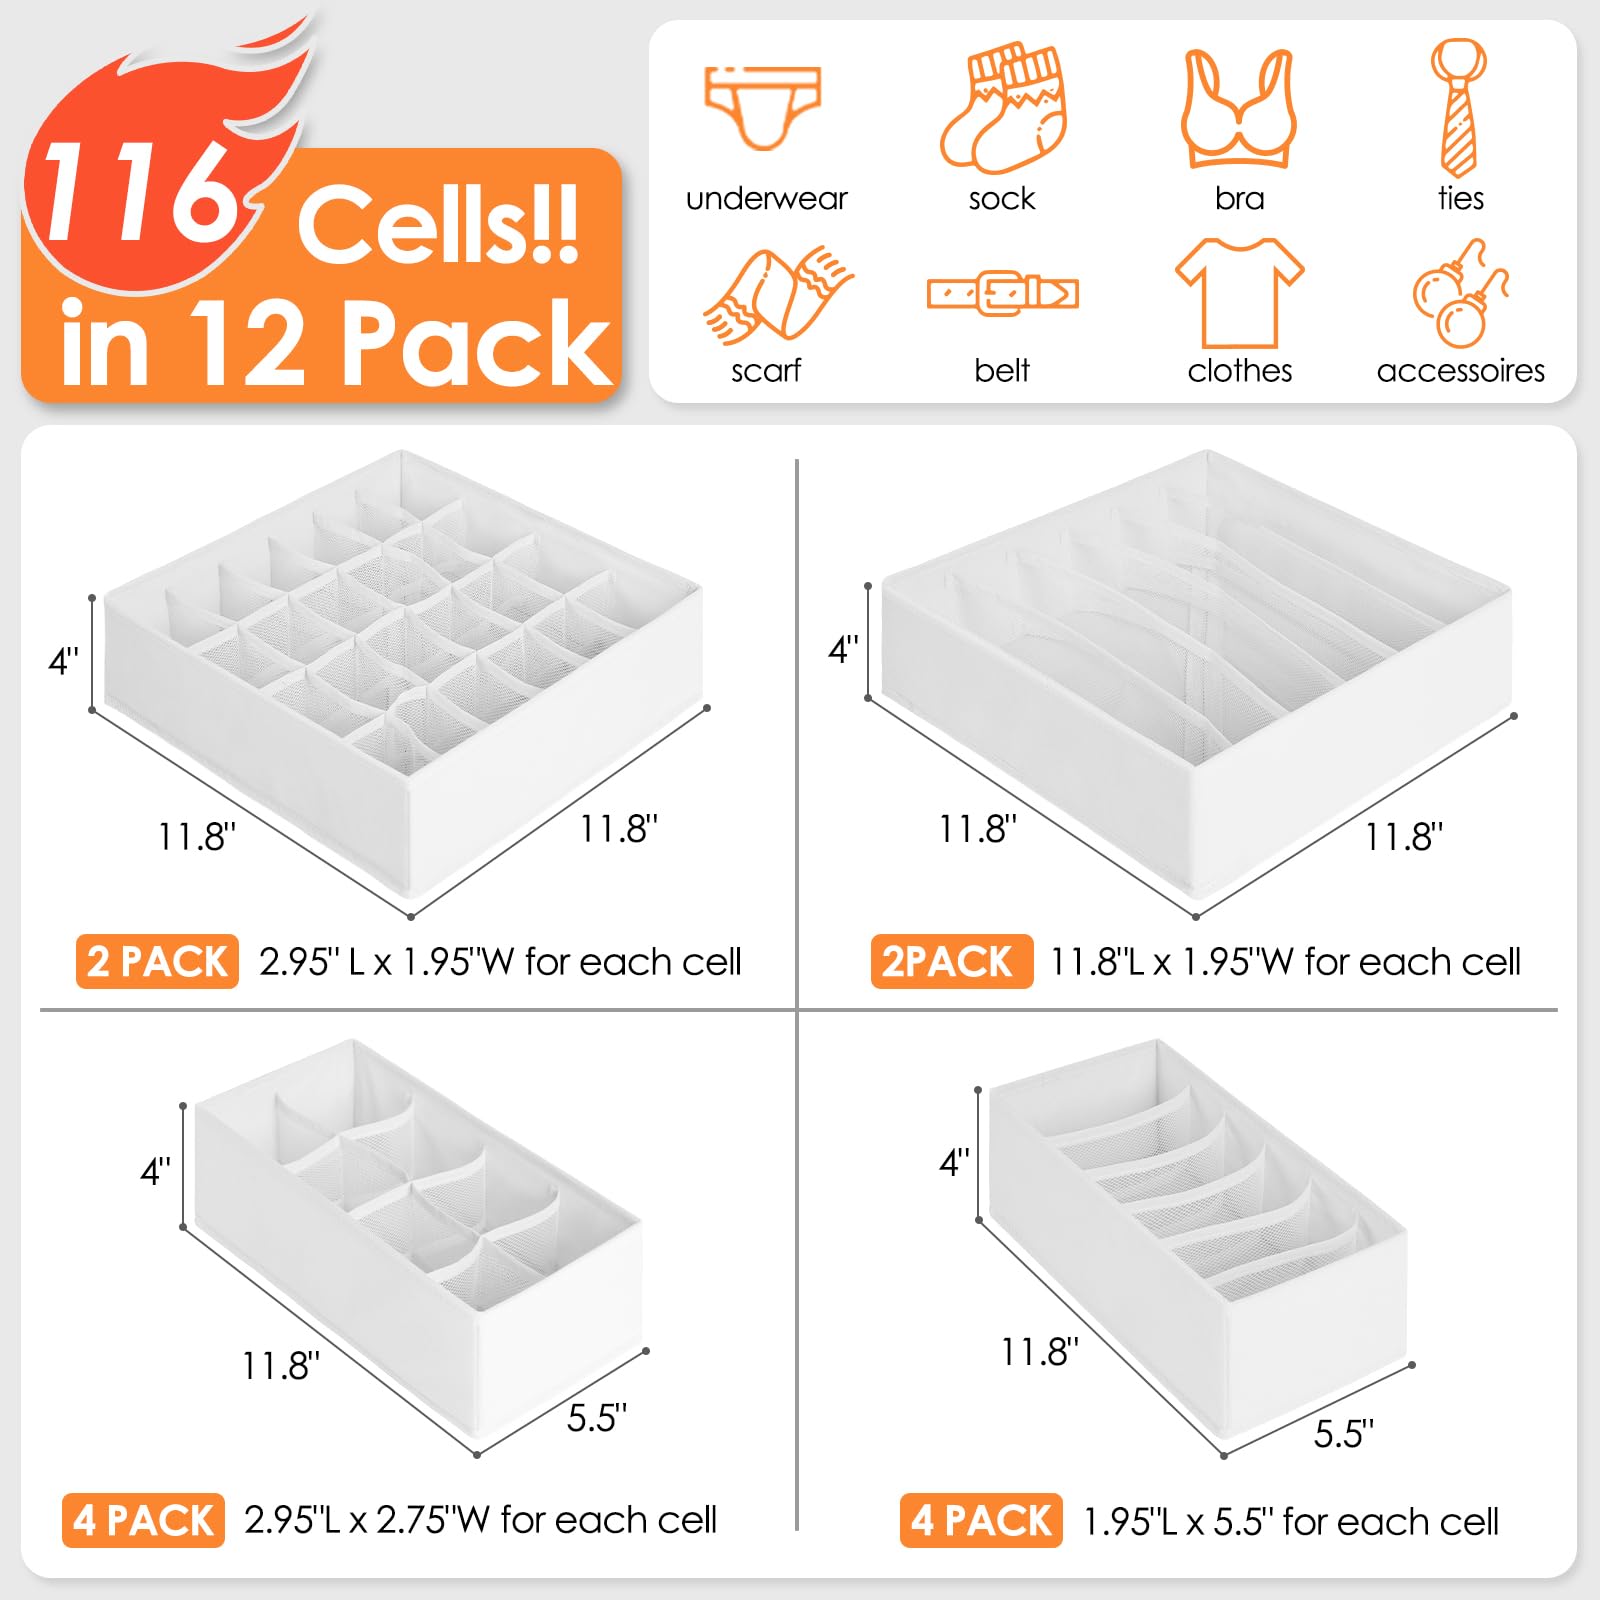 116 Cells!!
in 12 Pack
underwear sock bra ties
scarf belt clothes accessoires
4"
11.8"
11.8"
2 PACK 2.95" L x 1.95"W for each cell
4"
11.8"
11.8"
2PACK 11.8"L x 1.95"W for each cell
4"
11.8"
5.5"
4 PACK 2.95"L x 2.75"W for each cell
4"
11.8"
5.5"
4 PACK 1.95"L x 5.5" for each cell